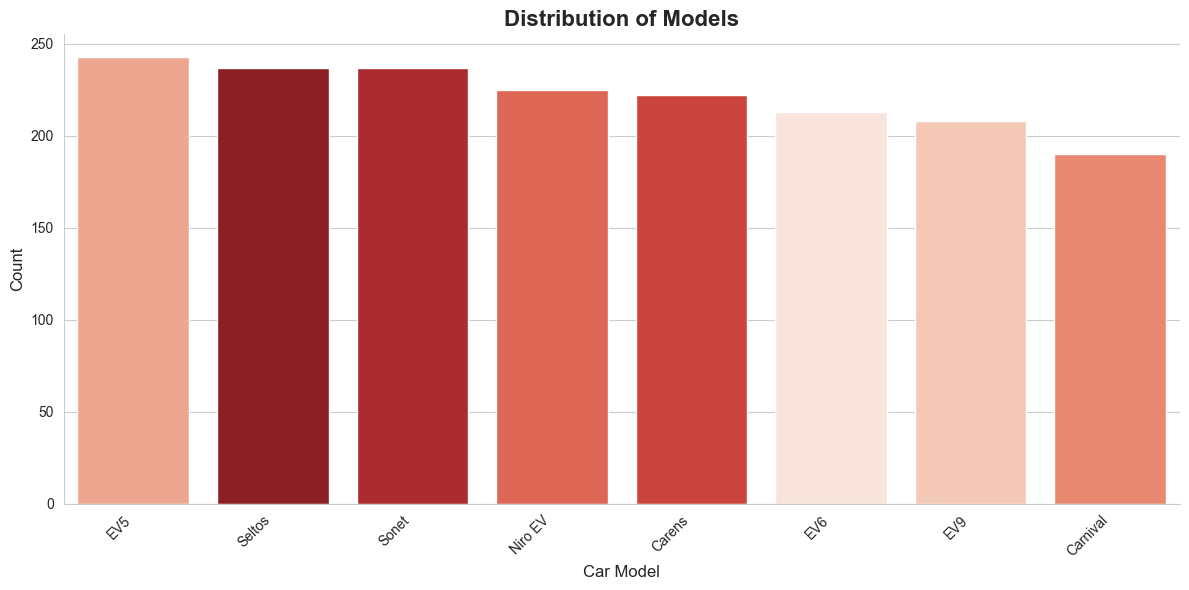 Distribution of Models
250
200
150
100
50
0
Count
EV5
Seltos
Sonet
Niro EV
Carens
EV6
EV9
Carnival
Car Model